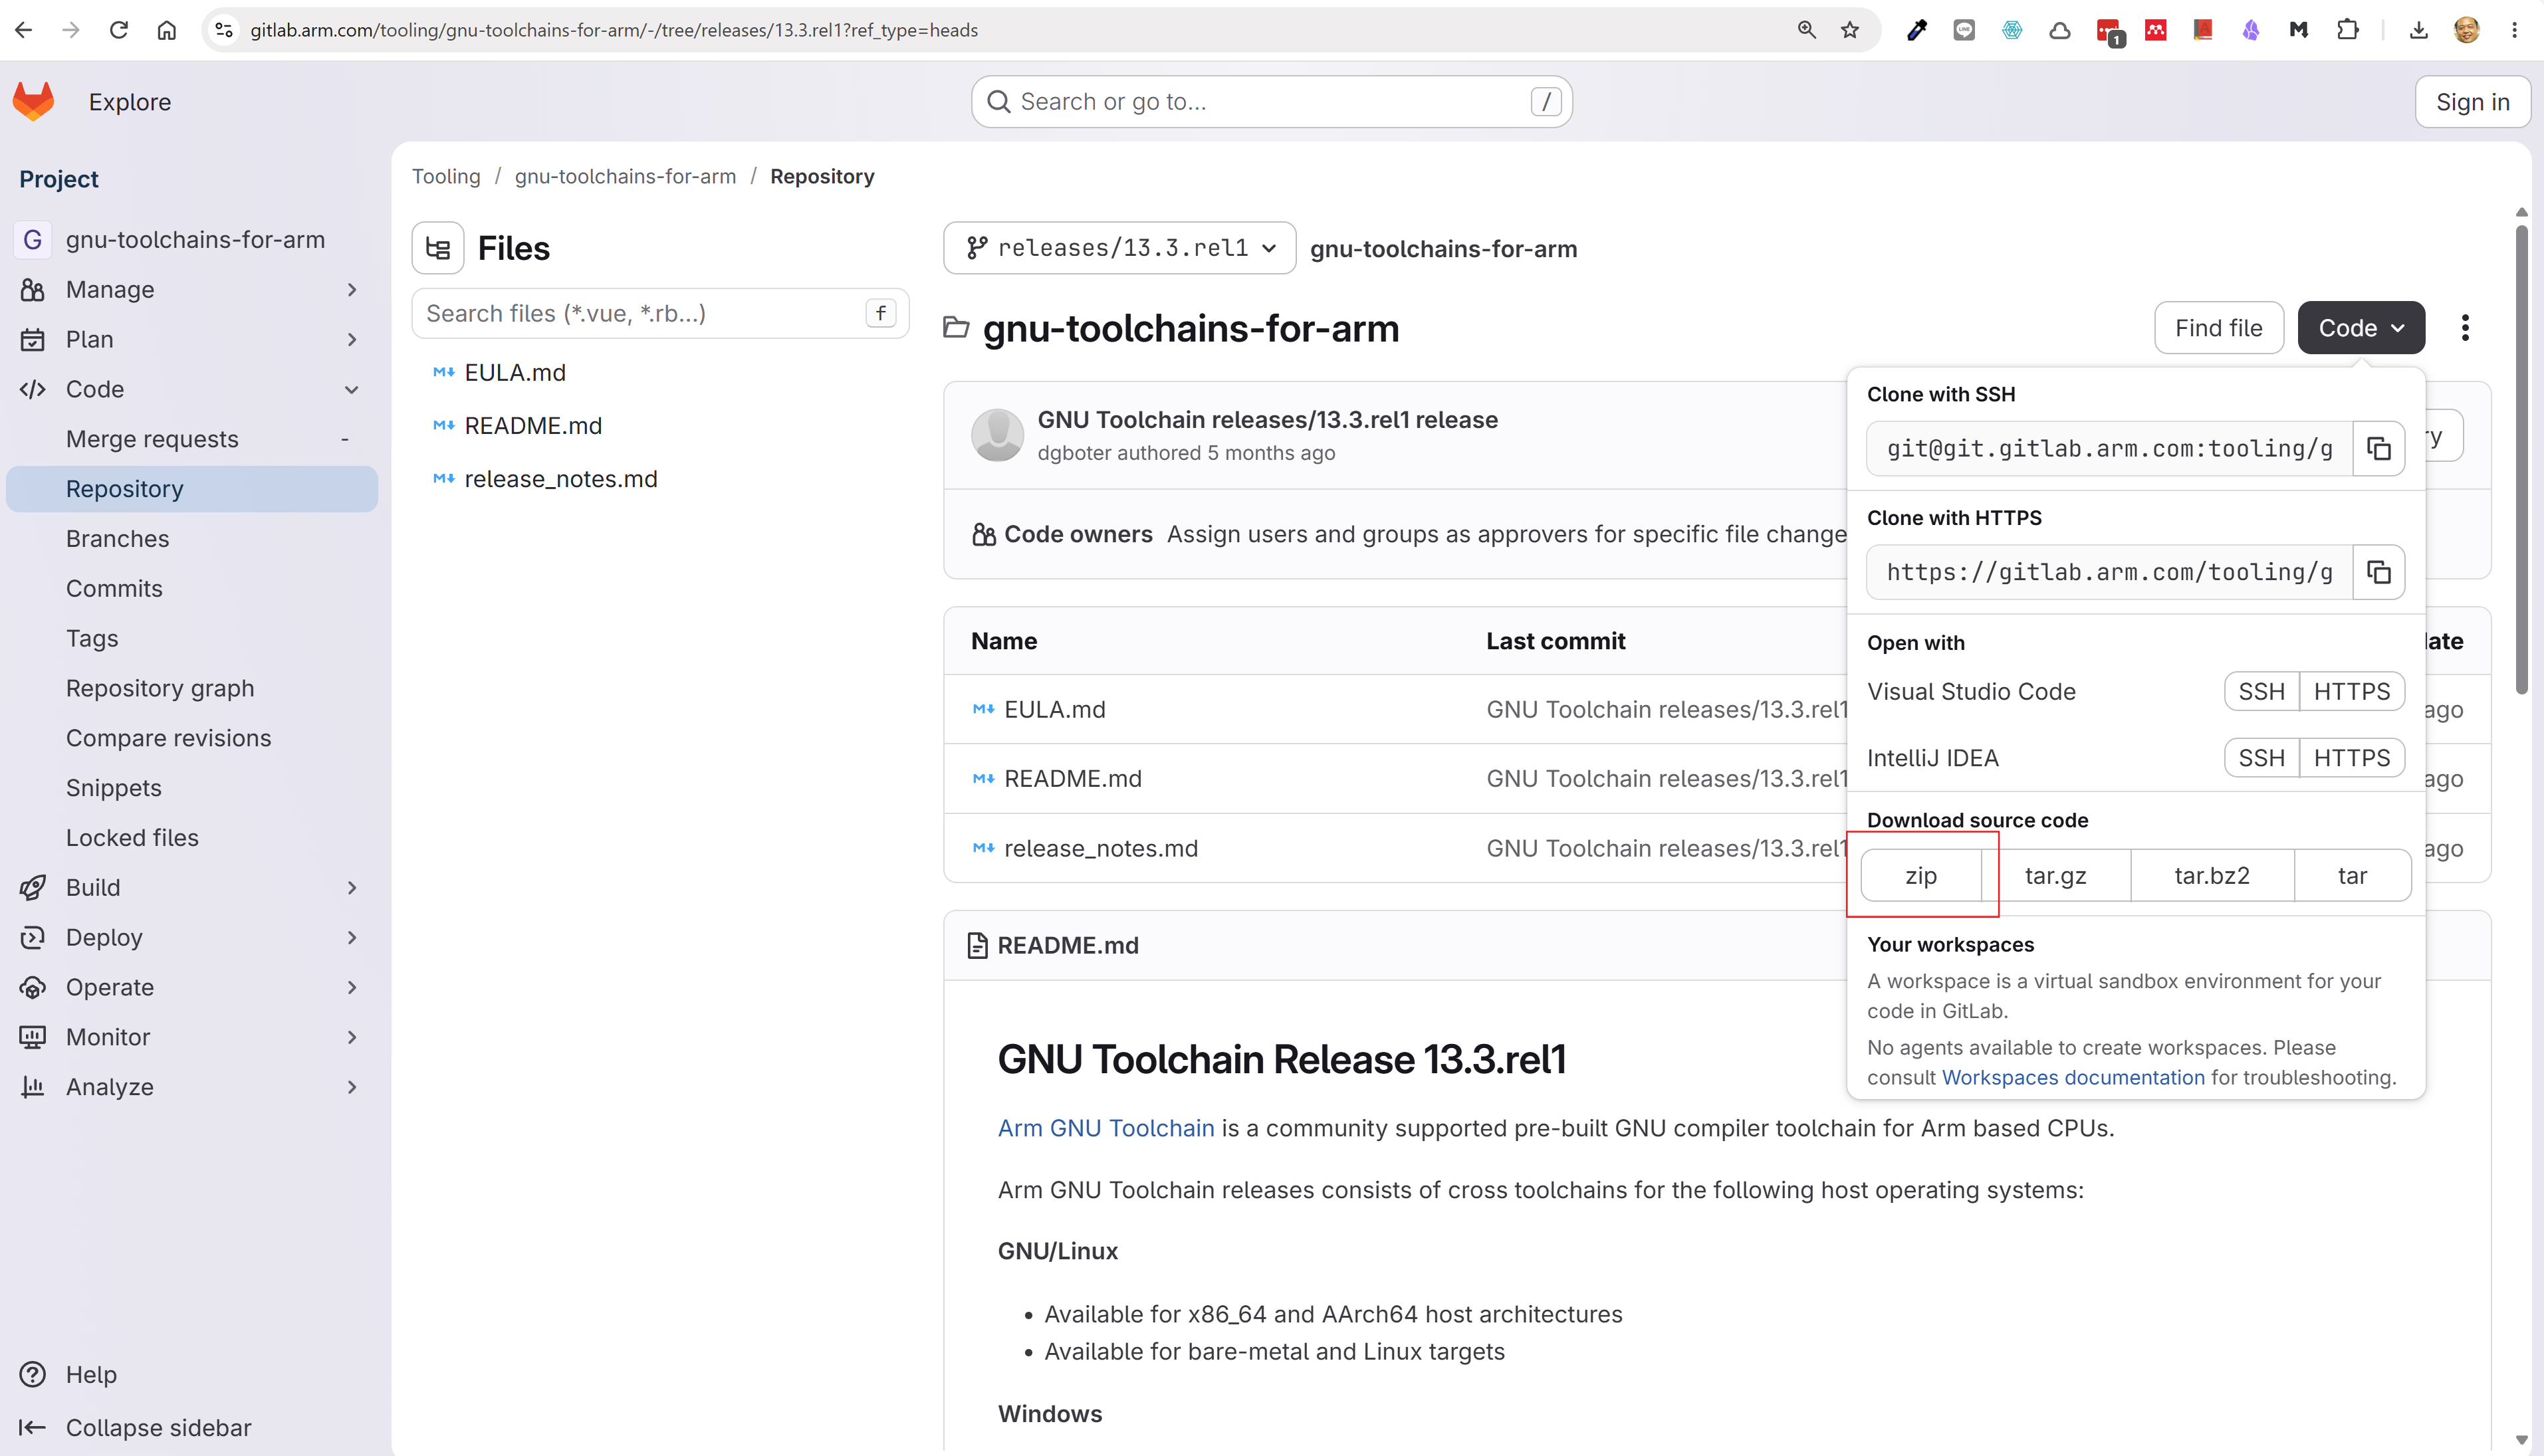 gitlab.arm.com/tooling/gnu-toolchains-for-arm/-/tree/releases/13.3.rel1?ref_type=heads
1
Explore
Search or go to...
/
Sign in
Project
G
gnu-toolchains-for-arm
Manage
Plan
Code
Merge requests
-
Repository
Branches
Commits
Tags
Repository graph
Compare revisions
Snippets
Locked files
Build
Deploy
Operate
Monitor
Analyze
Help
Collapse sidebar
Tooling / gnu-toolchains-for-arm / Repository
Files
Search files (*.vue, *.rb...)
f
EULA.md
README.md
release_notes.md
releases/13.3.rel1
gnu-toolchains-for-arm
gnu-toolchains-for-arm
Find file
Code
GNU Toolchain releases/13.3.rel1 release
dgboter authored 5 months ago
Code owners Assign users and groups as approvers for specific file change
Name
Last commit
EULA.md
GNU Toolchain releases/13.3.rel1
ago
README.md
GNU Toolchain releases/13.3.rel1
ago
release_notes.md
GNU Toolchain releases/13.3.rel1
ago
Clone with SSH
git@git.gitlab.arm.com:tooling/g
Clone with HTTPS
https://gitlab.arm.com/tooling/g
Open with
Visual Studio Code
SSH
HTTPS
IntelliJ IDEA
SSH
HTTPS
Download source code
zip
tar.gz
tar.bz2
tar
Your workspaces
A workspace is a virtual sandbox environment for your
code in GitLab.
No agents available to create workspaces. Please
consult Workspaces documentation for troubleshooting.
README.md
GNU Toolchain Release 13.3.rel1
Arm GNU Toolchain is a community supported pre-built GNU compiler toolchain for Arm based CPUs.
Arm GNU Toolchain releases consists of cross toolchains for the following host operating systems:
GNU/Linux
• Available for x86_64 and AArch64 host architectures
• Available for bare-metal and Linux targets
Windows